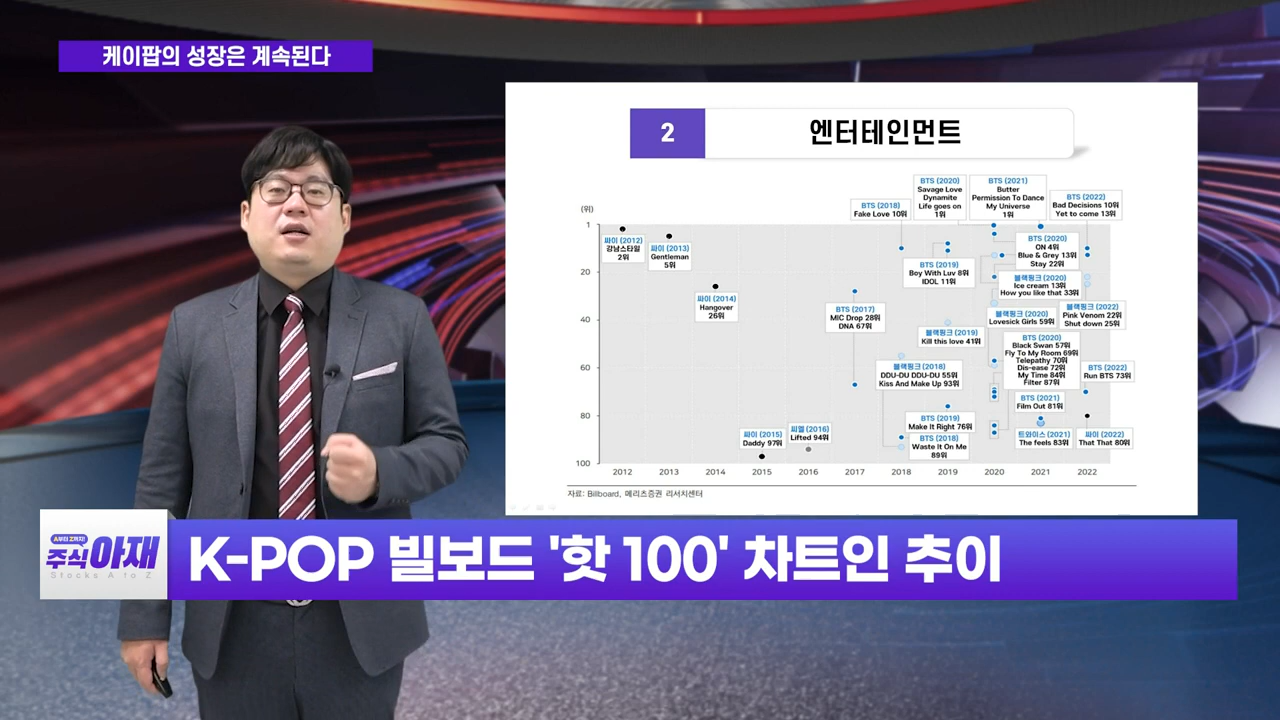 케이팝의 성장은 계속된다
2
엔터테인먼트
(위)
1
20
40
60
80
100
2012
2013
2014
2015
2016
2017
2018
2019
2020
2021
2022
싸이 (2012)
강남스타일
2위
싸이 (2013)
Gentleman
5위
싸이 (2014)
Hangover
26위
싸이 (2015)
Daddy 97위
씨엘 (2016)
Lifted 94위
BTS (2017)
MIC Drop 28위
DNA 67위
BTS (2018)
Fake Love 10위
블랙핑크 (2018)
DDU-DU DDU-DU 55위
Kiss And Make Up 93위
BTS (2019)
Boy With Luv 8위
IDOL 11위
블랙핑크 (2019)
Kill this love 41위
BTS (2019)
Make It Right 76위
BTS (2018)
Waste It On Me
89위
BTS (2020)
Savage Love
Dynamite
Life goes on
1위
BTS (2021)
Butter
Permission To Dance
My Universe
1위
BTS (2022)
Bad Decisions 10위
Yet to come 13위
BTS (2020)
ON 4위
Blue & Grey 13위
Stay 22위
블랙핑크 (2020)
Ice cream 13위
How you like that 33위
블랙핑크 (2020)
Lovesick Girls 59위
블랙핑크 (2022)
Pink Venom 22위
Shut down 25위
BTS (2020)
Black Swan 57위
Fly To My Room 69위
Telepathy 70위
Dis-ease 72위
My Time 84위
Filter 87위
BTS (2022)
Run BTS 73위
BTS (2021)
Film Out 81위
트와이스 (2021)
The feels 83위
싸이 (2022)
That That 80위
자료: Billboard, 메리츠증권 리서치센터
A부터 Z까지!
주식아재
Stocks A to Z
K-POP 빌보드 '핫 100' 차트인 추이